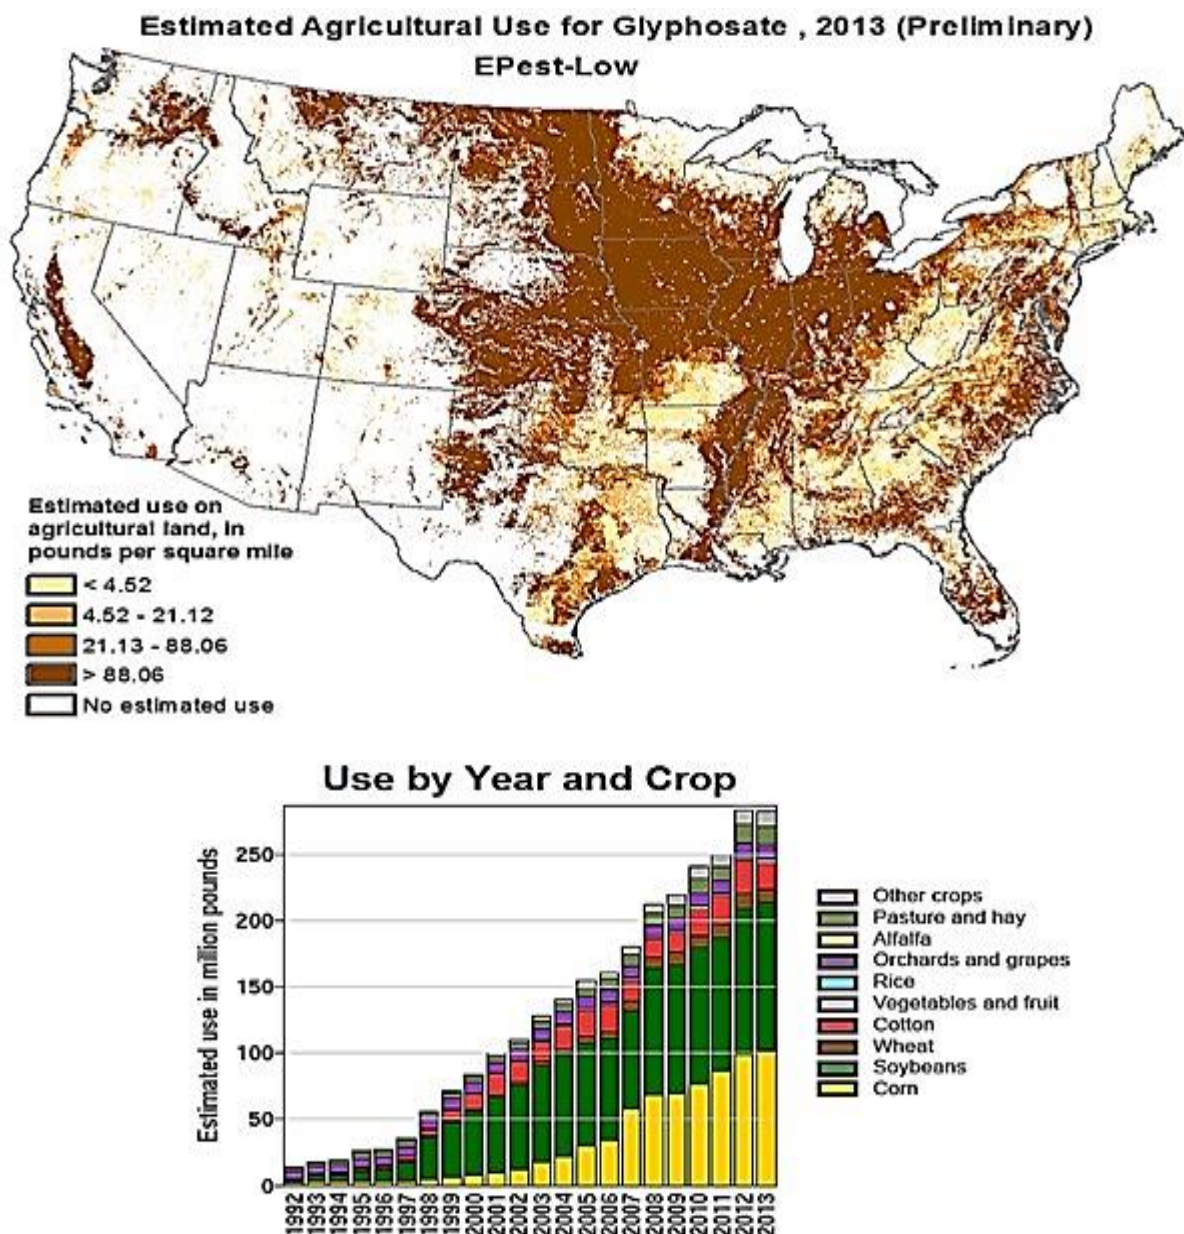 Estimated Agricultural Use for Glyphosate , 2013 (Preliminary)
EPest-Low
Estimated use on
agricultural land, in
pounds per square mile
< 4.52
4.52 - 21.12
21.13 - 88.06
> 88.06
No estimated use
Use by Year and Crop
Estimated use in million pounds
250
200
150
100
50
0
1992
1993
1994
1995
1996
1997
1998
1999
2000
2001
2002
2003
2004
2005
2006
2007
2008
2009
2010
2011
2012
2013
Other crops
Pasture and hay
Alfalfa
Orchards and grapes
Rice
Vegetables and fruit
Cotton
Wheat
Soybeans
Corn